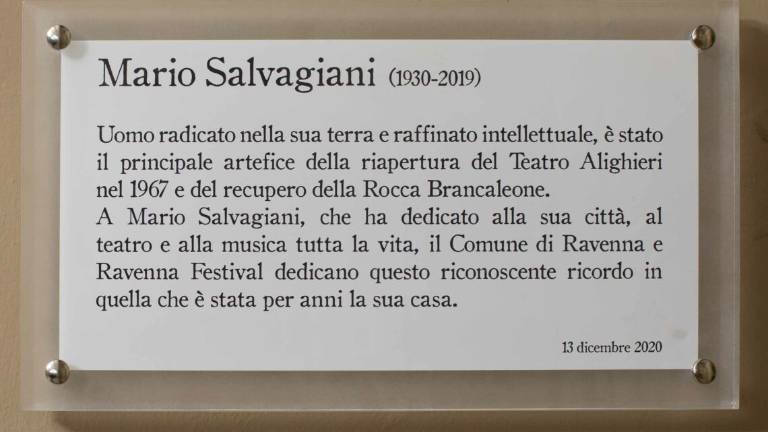 Mario Salvagiani (1930-2019)
Uomo radicato nella sua terra e raffinato intellettuale, è stato
il principale artefice della riapertura del Teatro Alighieri
nel 1967 e del recupero della Rocca Brancaleone.
A Mario Salvagiani, che ha dedicato alla sua città, al
teatro e alla musica tutta la vita, il Comune di Ravenna e
Ravenna Festival dedicano questo riconoscente ricordo in
quella che è stata per anni la sua casa.
13 dicembre 2020